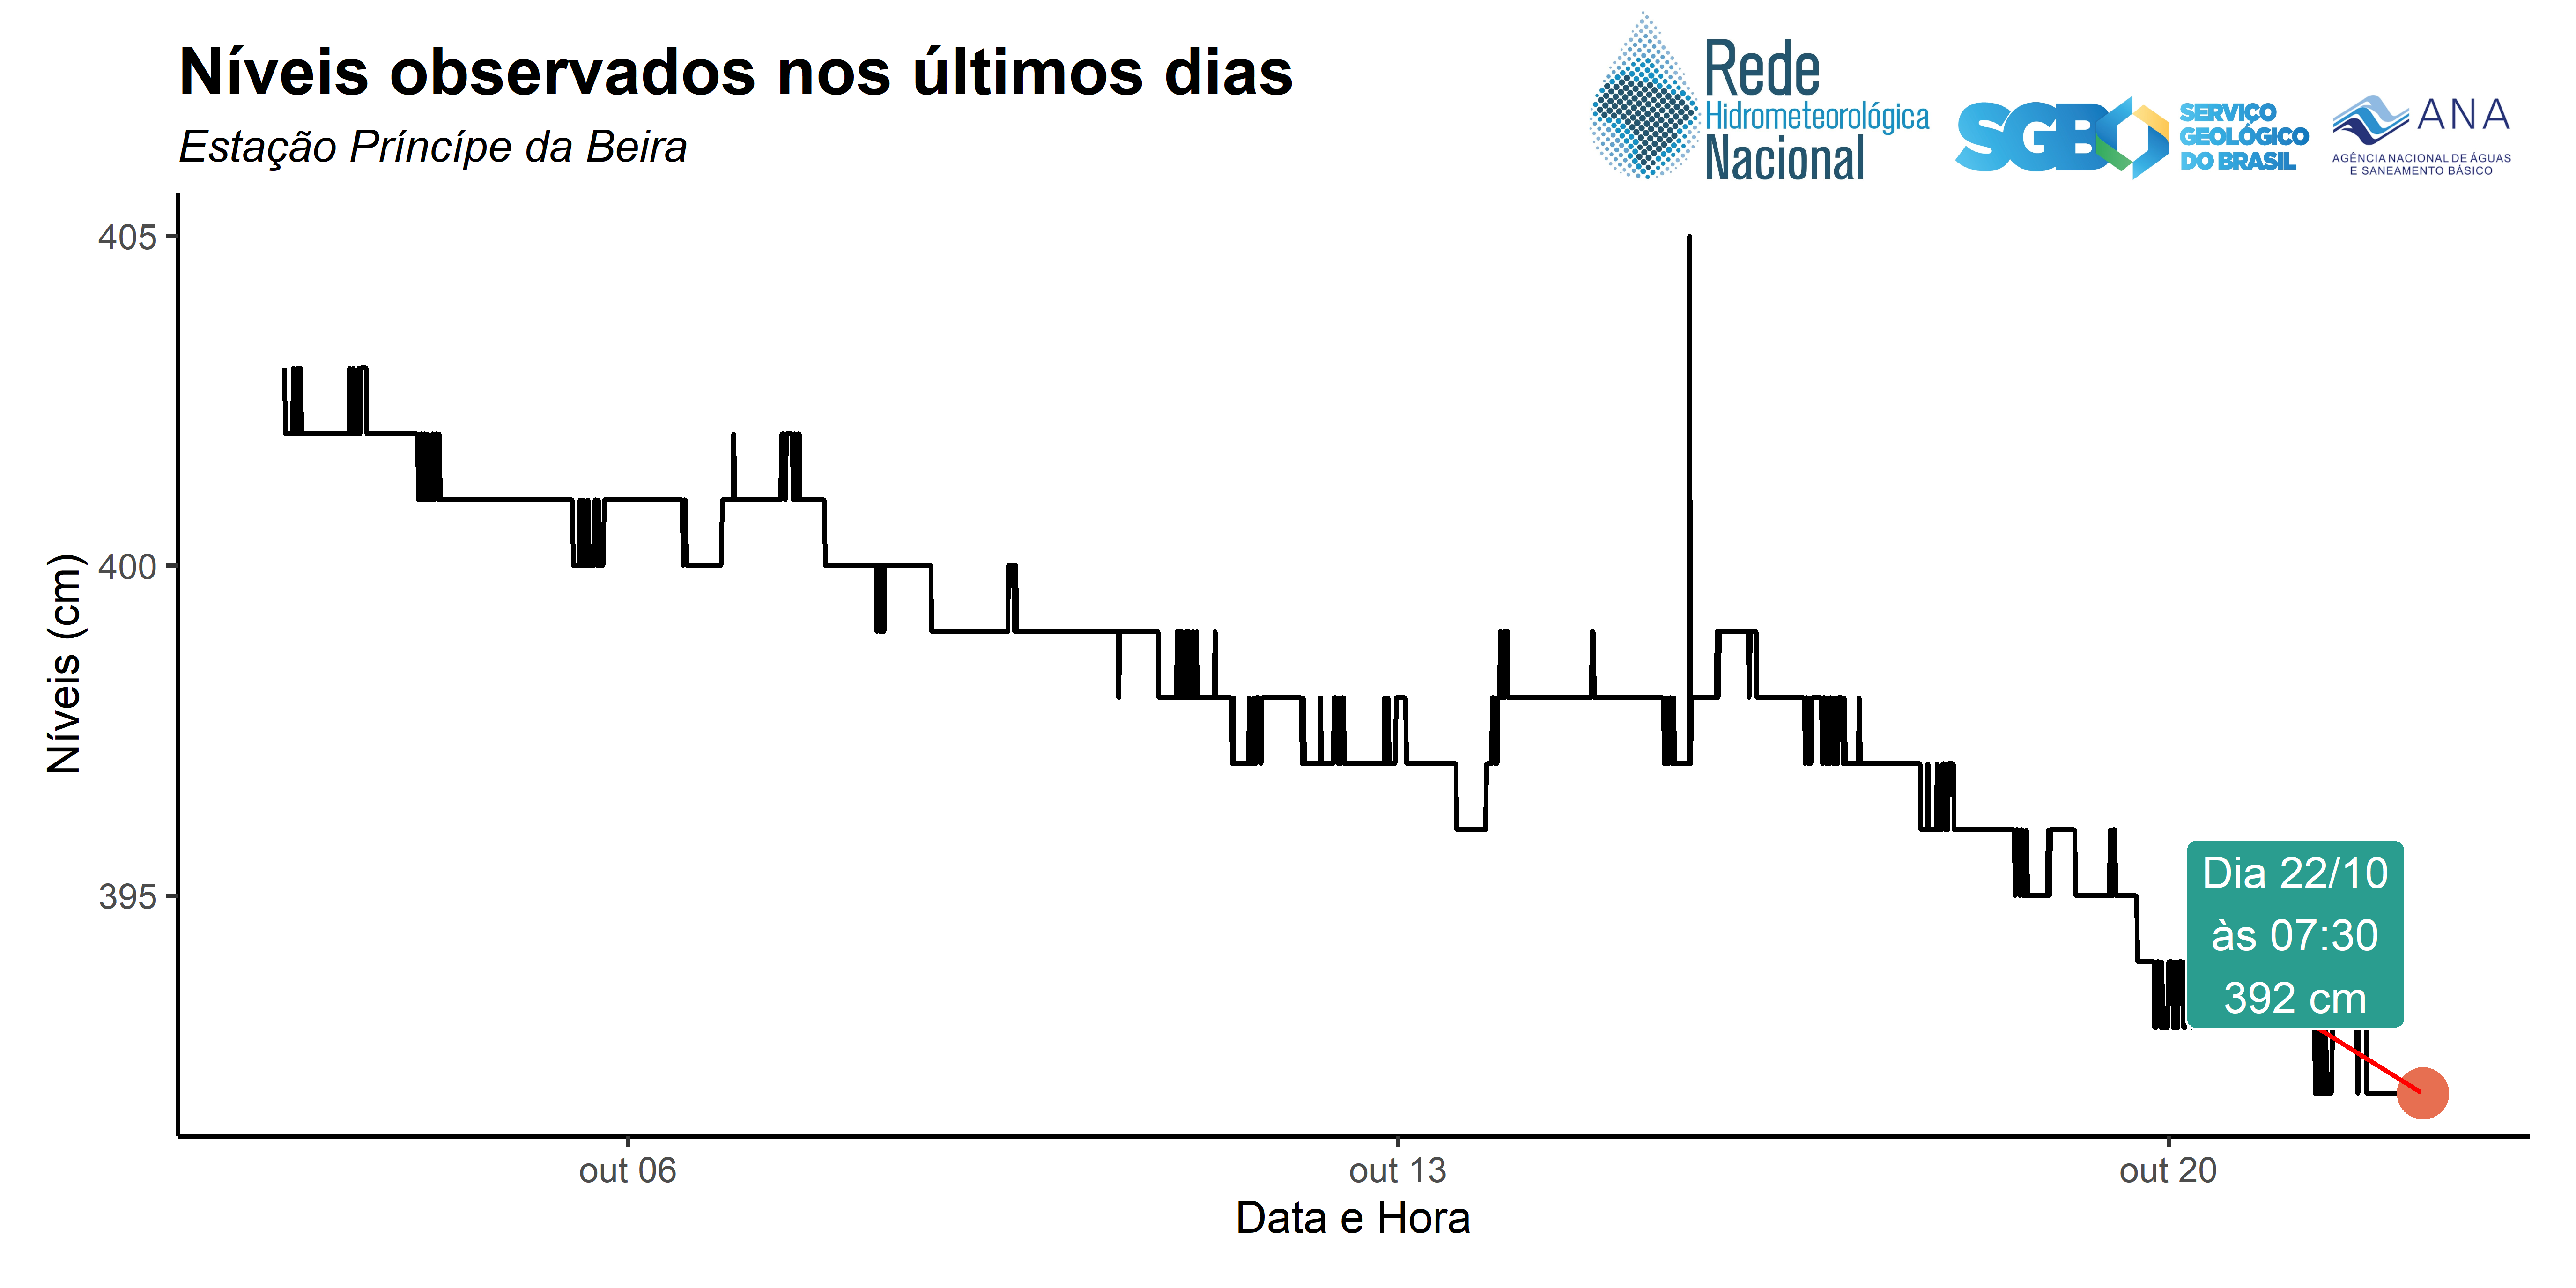 Níveis observados nos últimos dias
Estação Príncípe da Beira
Rede
Hidrometeorológica
Nacional
SGB
SERVIÇO
GEOLÓGICO
DO BRASIL
ANA
AGÊNCIA NACIONAL DE ÁGUAS
E SANEAMENTO BÁSICO
405
400
395
Níveis (cm)
Dia 22/10
às 07:30
392 cm
out 06
out 13
out 20
Data e Hora